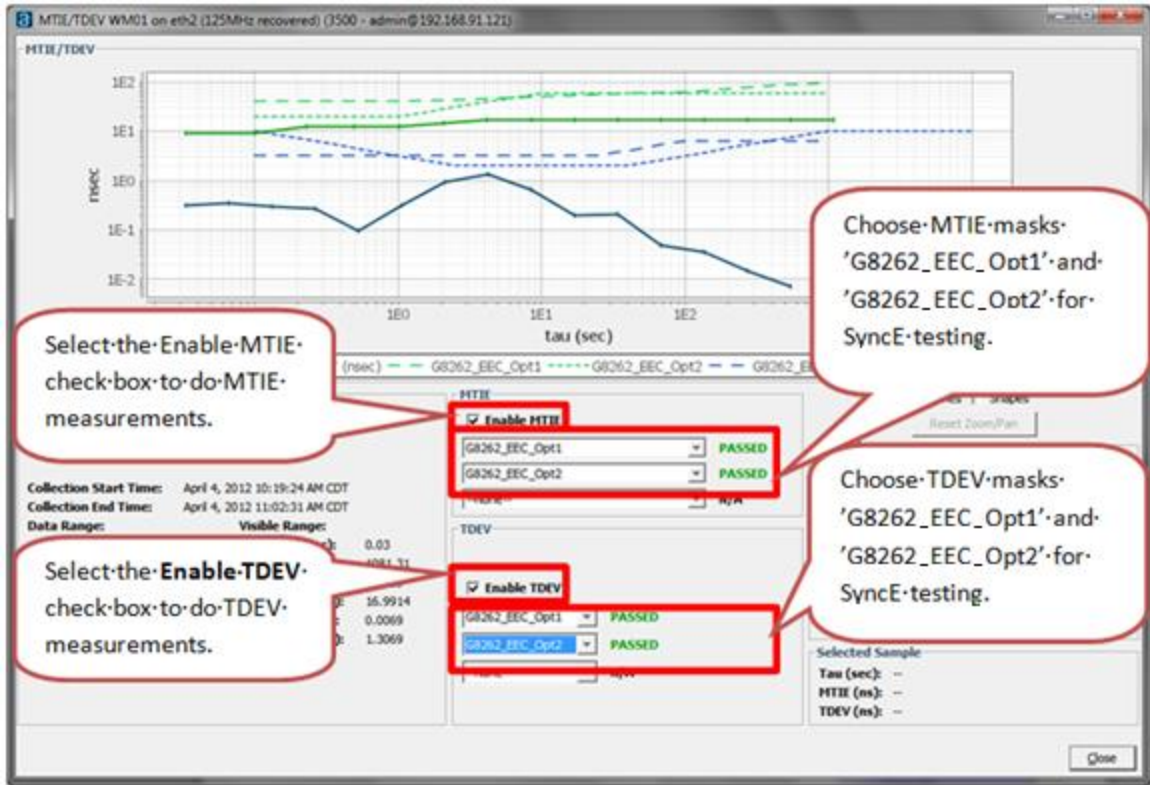 MTIE/TDEV WM01 on eth2 (125MHz recovered) (3500 - admin@192.168.91.121)
MTIE/TDEV
1E2
1E1
1E0
1E-1
1E-2
nsec
1E0
1E1
1E2
tau (sec)
(nsec)
G8262_EEC_Opt1
G8262_EEC_Opt2
Choose·MTIE·masks·
'G8262_EEC_Opt1'·and·
'G8262_EEC_Opt2'·for·
SyncE·testing.
Select·the·Enable·MTIE·
check·box·to·do·MTIE·
measurements.
MTIE
Enable MTIE
G8262_EEC_Opt1
PASSED
G8262_EEC_Opt2
PASSED
N/A
Shapes
Reset Zoom/Pan
Collection Start Time: April 4, 2012 10:19:24 AM CDT
Collection End Time: April 4, 2012 11:02:31 AM CDT
Data Range: Visible Range:
0.03
16.9914
0.0069
1.3069
Select·the·Enable·TDEV·
check·box·to·do·TDEV·
measurements.
TDEV
Enable TDEV
G8262_EEC_Opt1
PASSED
G8262_EEC_Opt2
PASSED
Choose·TDEV·masks·
'G8262_EEC_Opt1'·and·
'G8262_EEC_Opt2'·for·
SyncE·testing.
Selected Sample
Tau (sec): --
MTIE (ns): --
TDEV (ns): --
Close